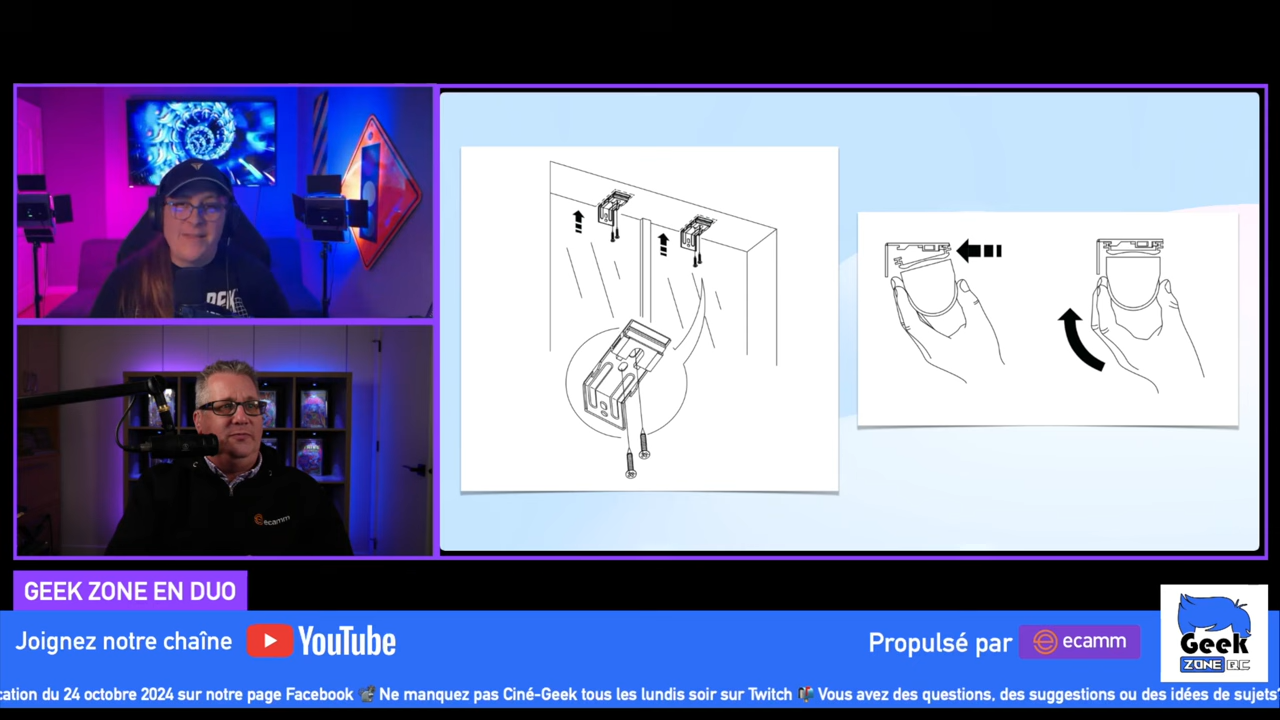 ecamm
GEEK ZONE EN DUO
Joignez notre chaîne YouTube
Propulsé par ecamm
Geek
ZONE QC
cation du 24 octobre 2024 sur notre page Facebook 📽️ Ne manquez pas Ciné-Geek tous les lundis soir sur Twitch 📬 Vous avez des questions, des suggestions ou des idées de sujets